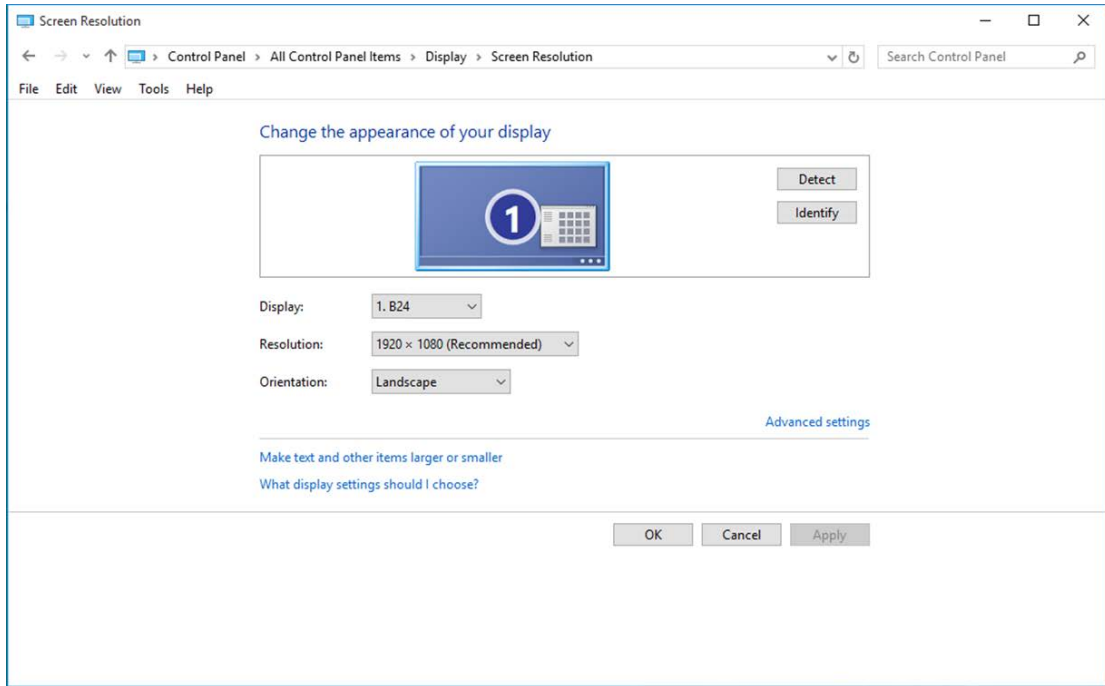 Screen Resolution
Control Panel > All Control Panel Items > Display > Screen Resolution
Search Control Panel
File Edit View Tools Help
Change the appearance of your display
1
Detect
Identify
Display: 1. B24
Resolution: 1920 × 1080 (Recommended)
Orientation: Landscape
Advanced settings
Make text and other items larger or smaller
What display settings should I choose?
OK Cancel Apply